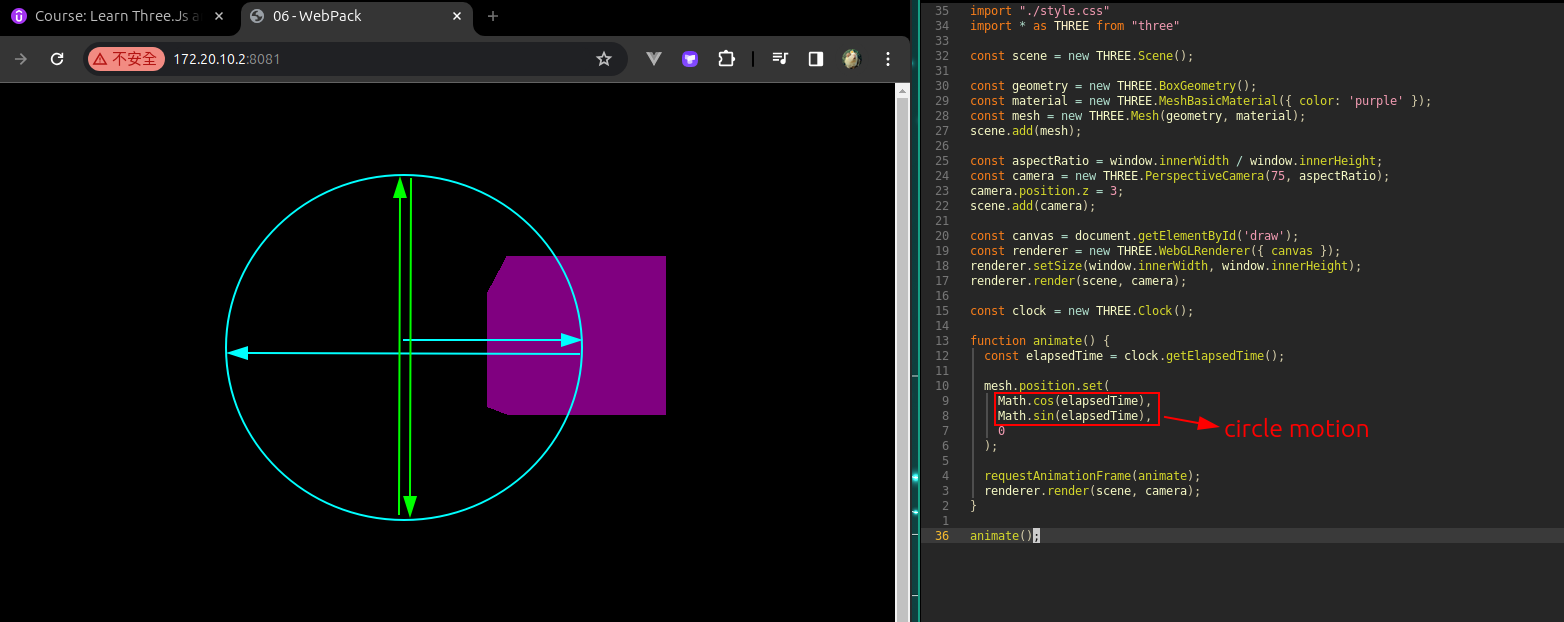 Course: Learn Three.Js a
06 - WebPack
不安全
172.20.10.2:8081
35 import "./style.css"
34 import * as THREE from "three"
33
32 const scene = new THREE.Scene();
31
30 const geometry = new THREE.BoxGeometry();
29 const material = new THREE.MeshBasicMaterial({ color: 'purple' });
28 const mesh = new THREE.Mesh(geometry, material);
27 scene.add(mesh);
26
25 const aspectRatio = window.innerWidth / window.innerHeight;
24 const camera = new THREE.PerspectiveCamera(75, aspectRatio);
23 camera.position.z = 3;
22 scene.add(camera);
21
20 const canvas = document.getElementById('draw');
19 const renderer = new THREE.WebGLRenderer({ canvas });
18 renderer.setSize(window.innerWidth, window.innerHeight);
17 renderer.render(scene, camera);
16
15 const clock = new THREE.Clock();
14
13 function animate() {
12 const elapsedTime = clock.getElapsedTime();
11
10 mesh.position.set(
9 Math.cos(elapsedTime),
8 Math.sin(elapsedTime),
7 0
6 );
5
4 requestAnimationFrame(animate);
3 renderer.render(scene, camera);
2 }
1
36 animate();
circle motion